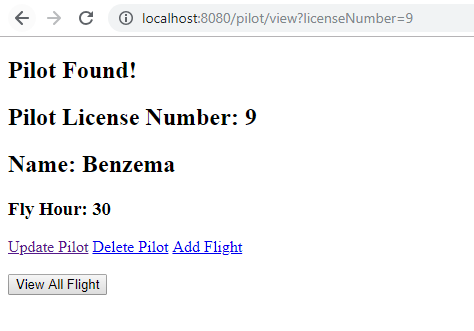 localhost:8080/pilot/view?licenseNumber=9
Pilot Found!
Pilot License Number: 9
Name: Benzema
Fly Hour: 30
Update Pilot Delete Pilot Add Flight
View All Flight